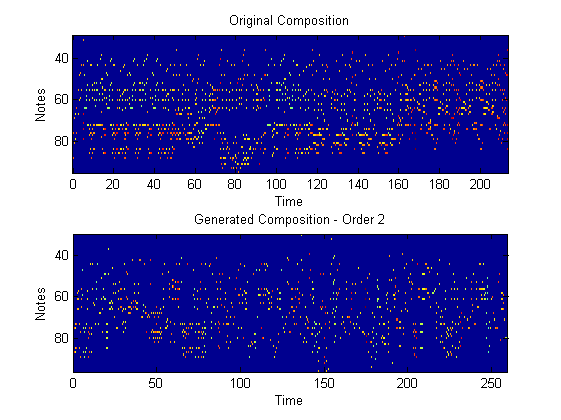 Original Composition
40
60
80
Notes
0 20 40 60 80 100 120 140 160 180 200
Time
Generated Composition - Order 2
40
60
80
Notes
0 50 100 150 200 250
Time